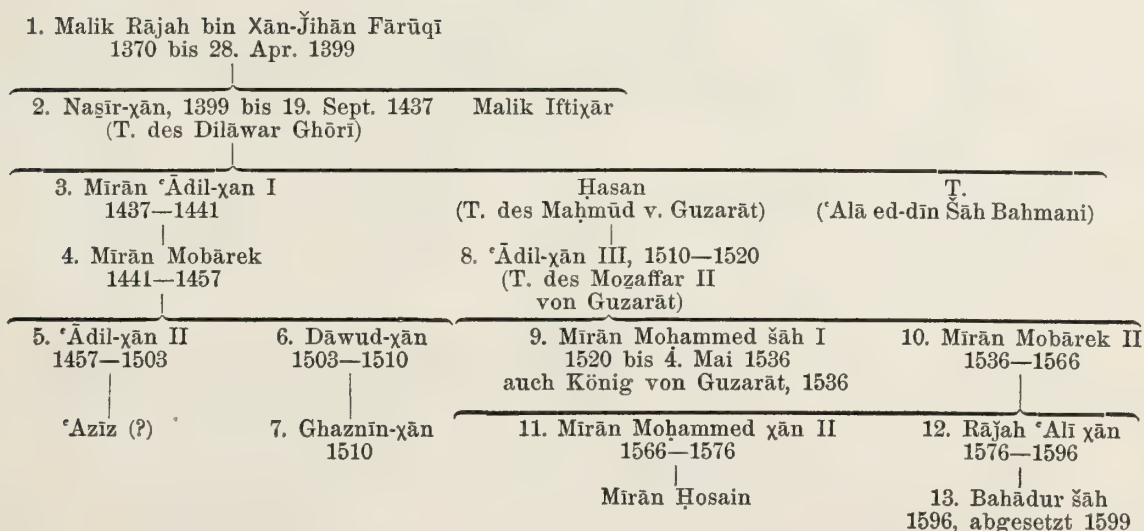 1. Malik Rājah bin Xān-J̌ihān Fārūqī
1370 bis 28. Apr. 1399
2. Naṣīr-χān, 1399 bis 19. Sept. 1437 Malik Iftiχār
(T. des Dilāwar Ghōrī)
3. Mīrān ʿĀdil-χan I Ḥasan T.
1437—1441 (T. des Maḥmūd v. Guzarāt) (ʿAlā ed-dīn Šāh Bahmani)
4. Mīrān Mobārek 8. ʿĀdil-χān III, 1510—1520
1441—1457 (T. des Moẓaffar II
von Guzarāt)
5. ʿĀdil-χān II 6. Dāwud-χān 9. Mīrān Moḥammed šāh I 10. Mīrān Mobārek II
1457—1503 1503—1510 1520 bis 4. Mai 1536 1536—1566
auch König von Guzarāt, 1536
ʿAzīz (?) 7. Ghaznīn-χān 11. Mīrān Moḥammed χān II 12. Rāǰah ʿAlī χān
1510 1566—1576 1576—1596
Mīrān Ḥosain 13. Bahādur šāh
1596, abgesetzt 1599